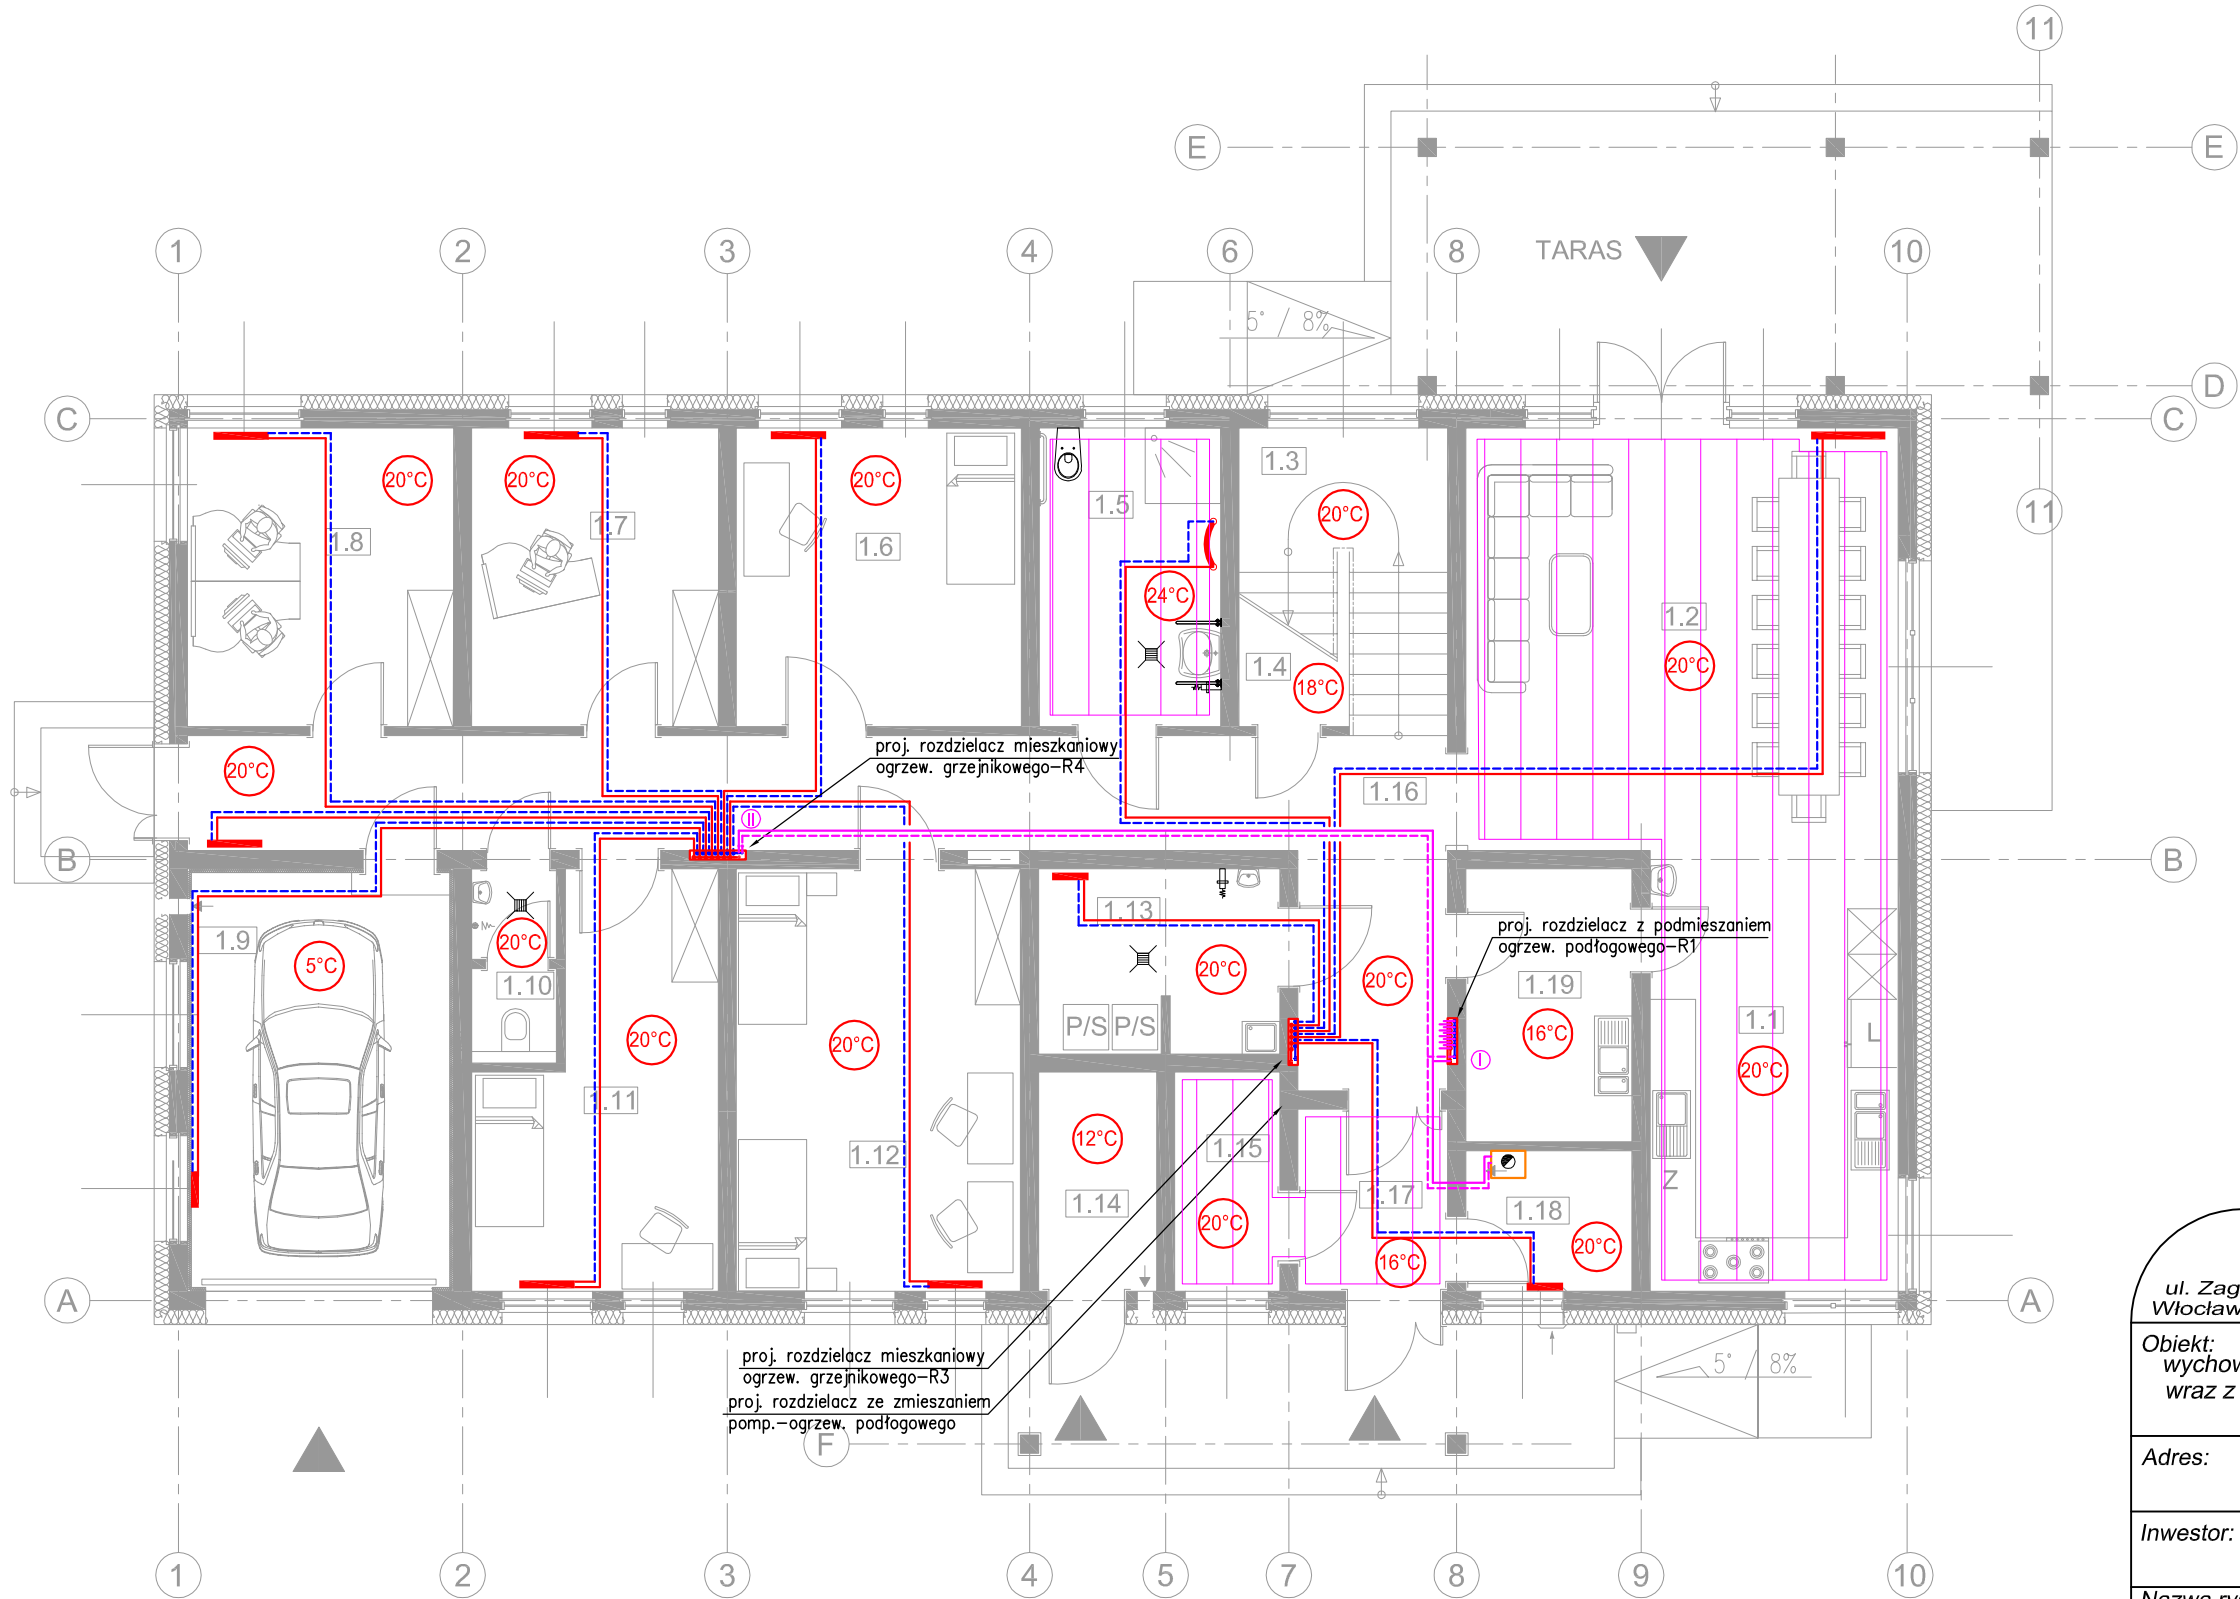 11
E
E
1
2
3
4
6
8
TARAS
10
5° / 8%
D
C
C
20°C
20°C
20°C
1.3
1.5
11
20°C
1.8
1.7
1.6
24°C
1.2
20°C
1.4
18°C
20°C
proj. rozdzielacz mieszkaniowy
ogrzew. grzejnikowego-R4
1.16
II
B
B
1.13
proj. rozdzielacz z podmieszaniem
ogrzew. podłogowego-R1
1.9
5°C
20°C
1.10
20°C
20°C
1.19
1.1
P/S
P/S
20°C
20°C
16°C
L
I
20°C
1.11
12°C
1.15
1.12
Z
1.14
1.17
1.18
20°C
16°C
20°C
A
A
ul. Zag
Włocław
proj. rozdzielacz mieszkaniowy
ogrzew. grzejnikowego-R3
5° / 8%
Obiekt:
wychow
wraz z
proj. rozdzielacz ze zmieszaniem
pomp.-ogrzew. podłogowego
F
Adres:
Inwestor:
1
2
3
4
5
7
8
9
10